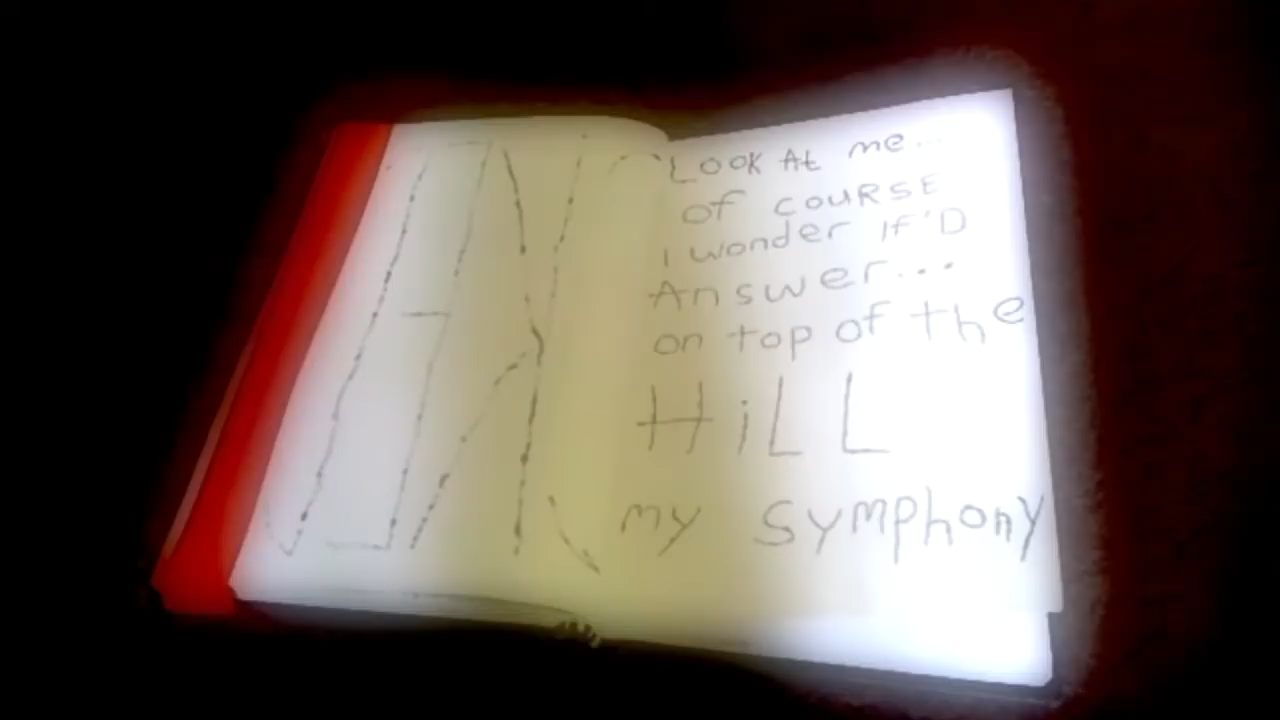 Look At me...
of couRSE
I wonder If'D
Answer...
on top of the
HiLL
my Symphony